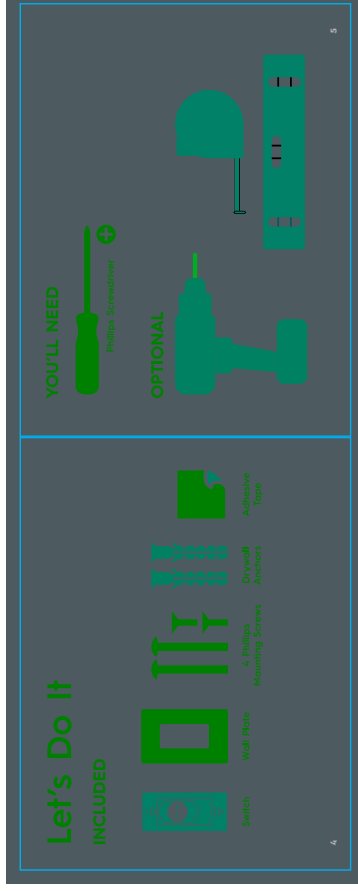 Let's Do It
INCLUDED
Switch
Wall Plate
4 Phillips
Mounting Screws
Drywall
Anchors
Adhesive
Tape
4
YOU'LL NEED
Phillips Screwdriver
OPTIONAL
5